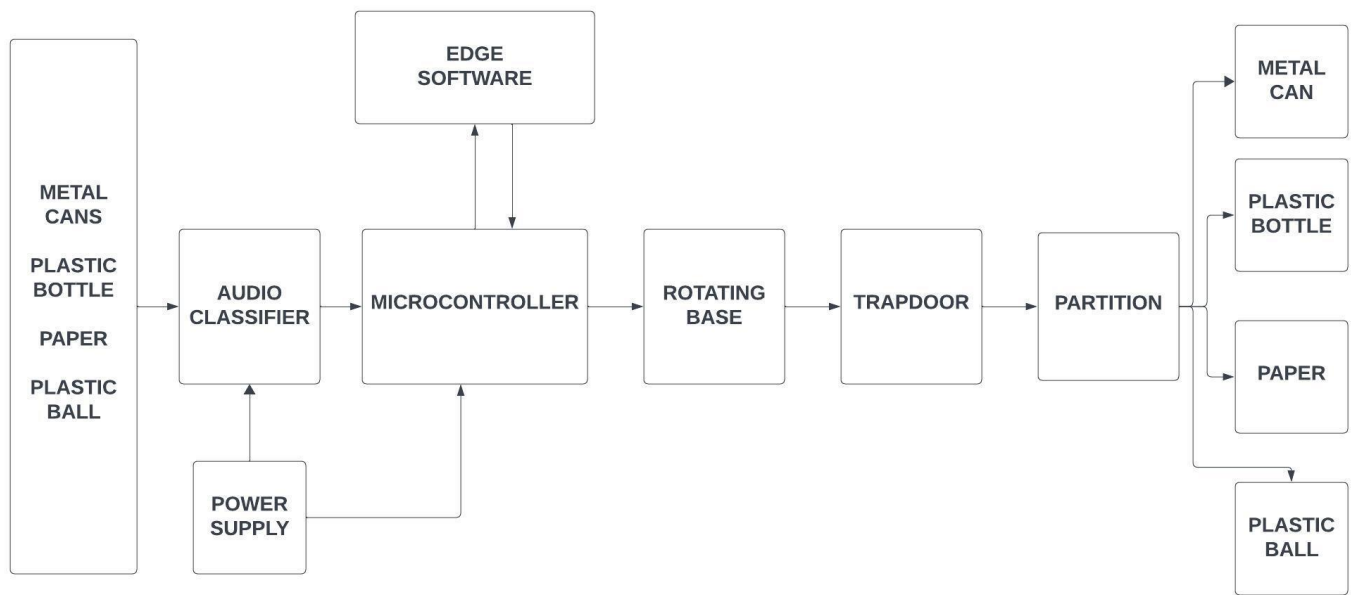 METAL
CANS
PLASTIC
BOTTLE
PAPER
PLASTIC
BALL
AUDIO
CLASSIFIER
POWER
SUPPLY
EDGE
SOFTWARE
MICROCONTROLLER
ROTATING
BASE
TRAPDOOR
PARTITION
METAL
CAN
PLASTIC
BOTTLE
PAPER
PLASTIC
BALL